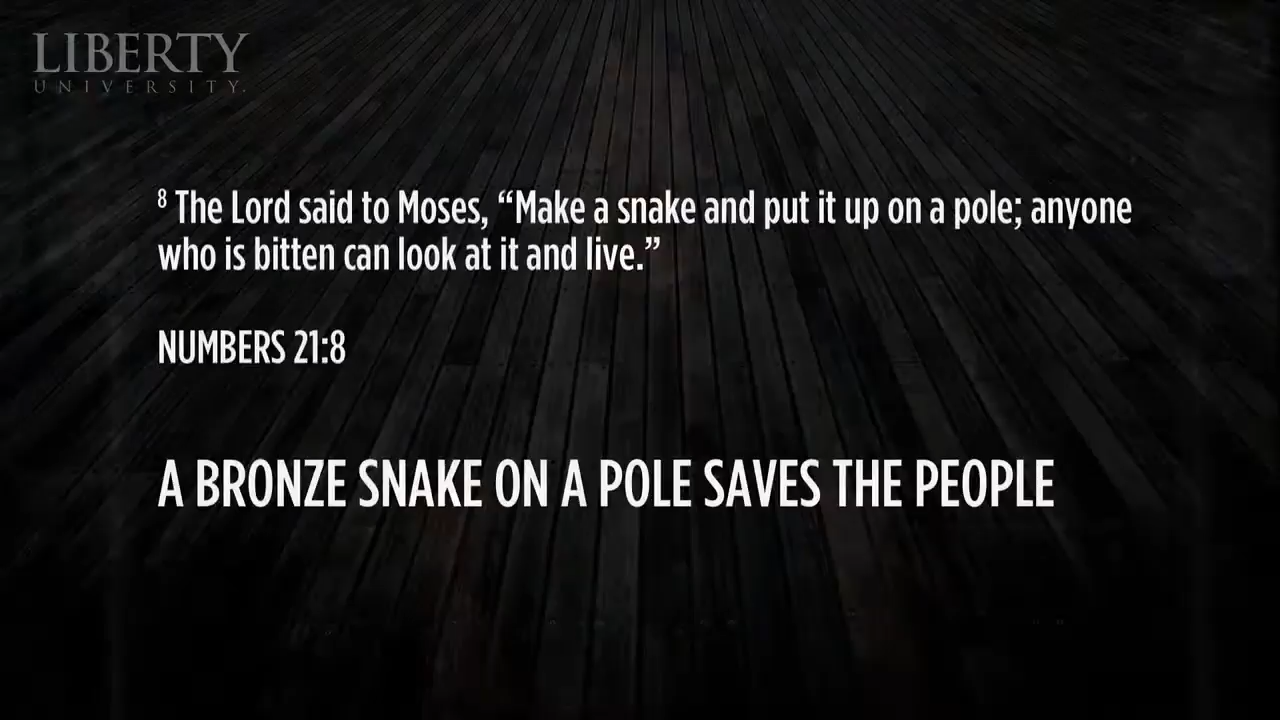 LIBERTY
UNIVERSITY.
8 The Lord said to Moses, “Make a snake and put it up on a pole; anyone
who is bitten can look at it and live.”
NUMBERS 21:8
A BRONZE SNAKE ON A POLE SAVES THE PEOPLE